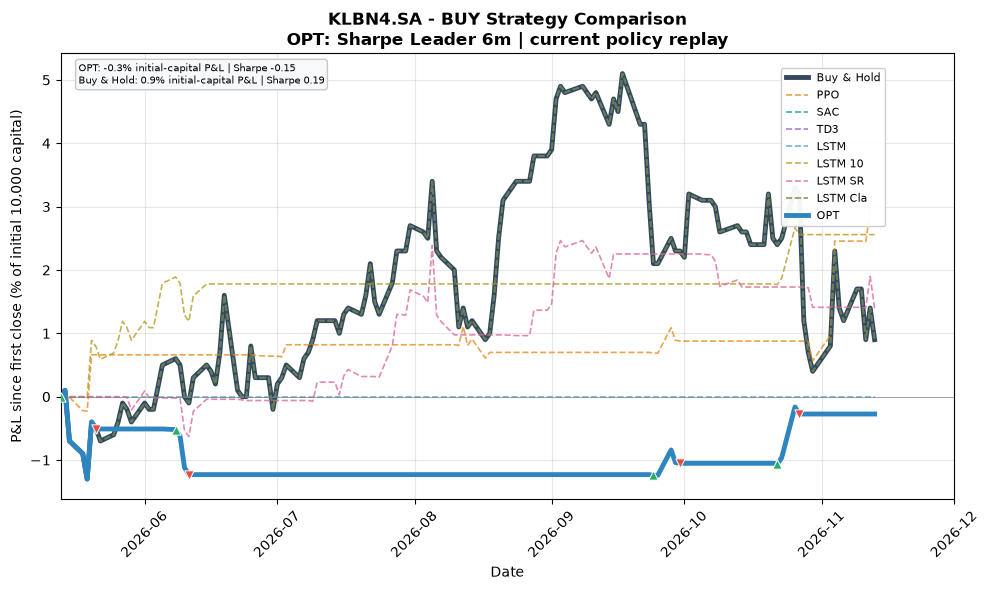 KLBN4.SA - BUY Strategy Comparison
OPT: Sharpe Leader 6m | current policy replay
OPT: -0.3% initial-capital P&L | Sharpe -0.15
Buy & Hold: 0.9% initial-capital P&L | Sharpe 0.19
Buy & Hold
PPO
SAC
TD3
LSTM
LSTM 10
LSTM SR
LSTM Cla
OPT
P&L since first close (% of initial 10,000 capital)
5
4
3
2
1
0
−1
2026-06
2026-07
2026-08
2026-09
2026-10
2026-11
2026-12
Date